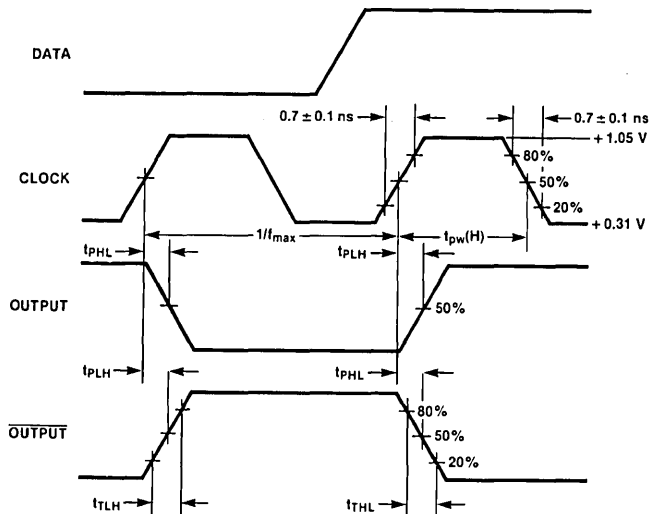 DATA
0.7 ± 0.1 ns
0.7 ± 0.1 ns
+ 1.05 V
80%
CLOCK
50%
20%
+ 0.31 V
1/fmax
tpw(H)
tPHL
tPLH
OUTPUT
50%
tPLH
tPHL
80%
OUTPUT
50%
20%
tTLH
tTHL